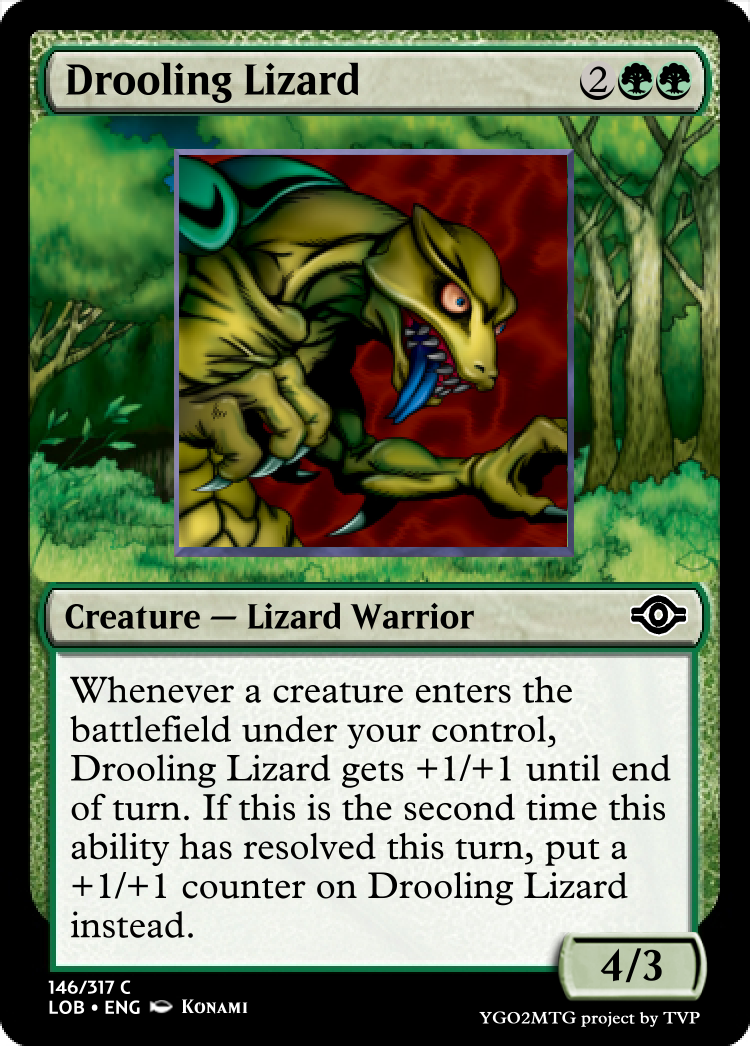 Drooling Lizard 2
Creature — Lizard Warrior
Whenever a creature enters the
battlefield under your control,
Drooling Lizard gets +1/+1 until end
of turn. If this is the second time this
ability has resolved this turn, put a
+1/+1 counter on Drooling Lizard
instead.
4/3
146/317 C
LOB • ENG KONAMI
YGO2MTG project by TVP